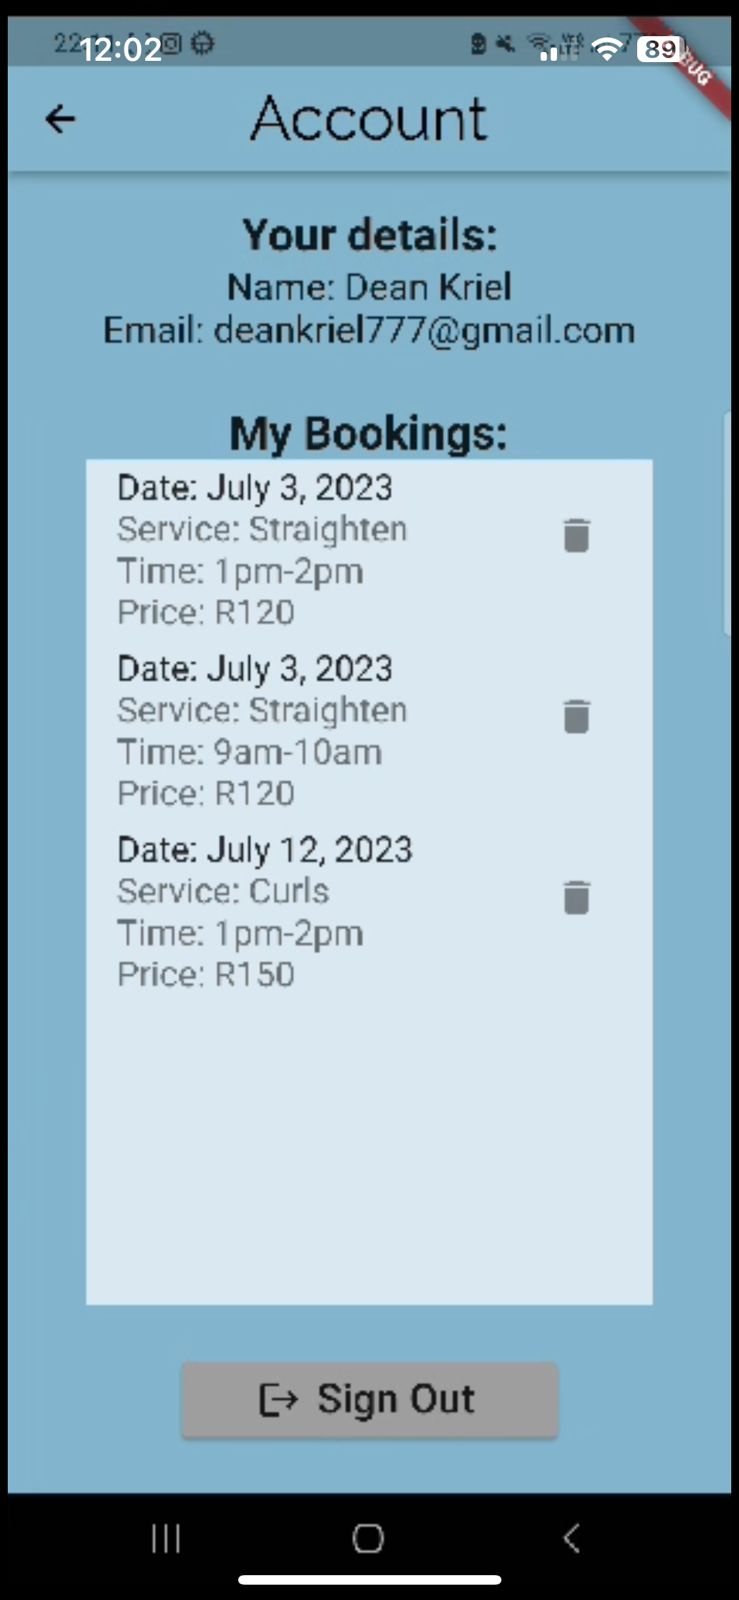 12:02
89
Account
Your details:
Name: Dean Kriel
Email: deankriel777@gmail.com
My Bookings:
Date: July 3, 2023
Service: Straighten
Time: 1pm-2pm
Price: R120
Date: July 3, 2023
Service: Straighten
Time: 9am-10am
Price: R120
Date: July 12, 2023
Service: Curls
Time: 1pm-2pm
Price: R150
Sign Out